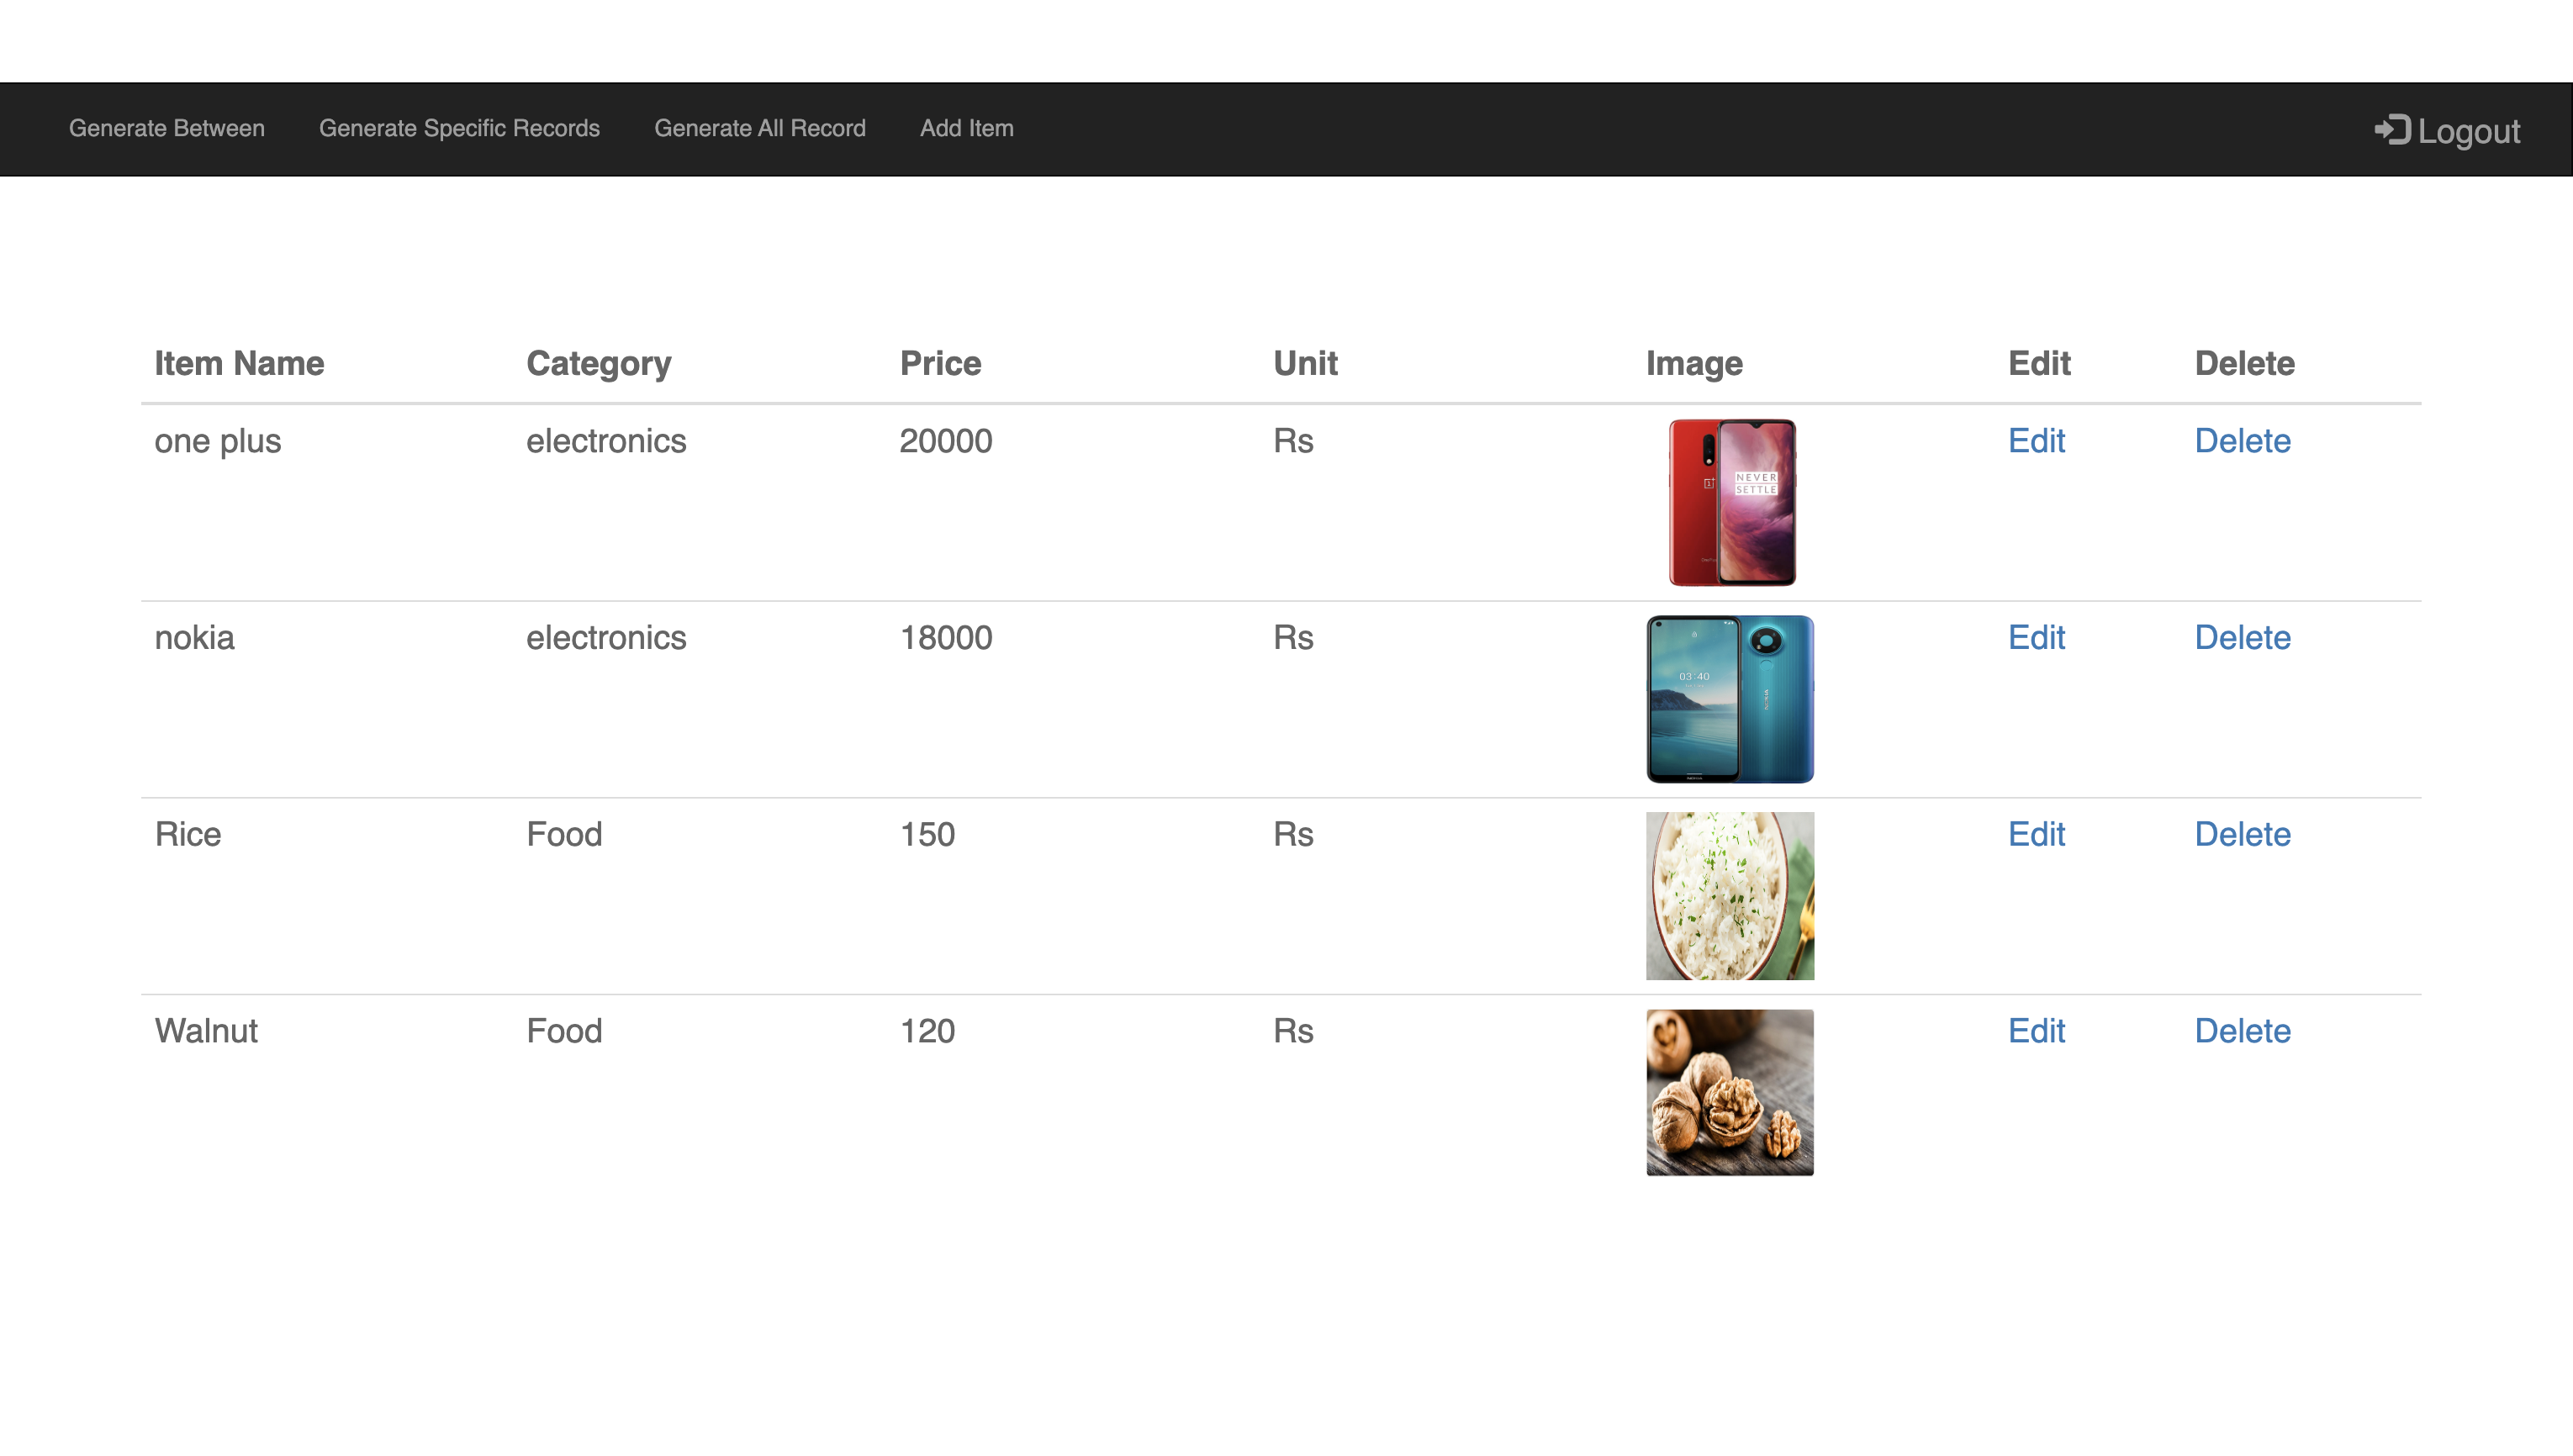 Generate Between Generate Specific Records Generate All Record Add Item Logout
Item Name Category Price Unit Image Edit Delete
one plus electronics 20000 Rs Edit Delete
NEVER
SETTLE
nokia electronics 18000 Rs Edit Delete
03:40
NOKIA
Rice Food 150 Rs Edit Delete
Walnut Food 120 Rs Edit Delete